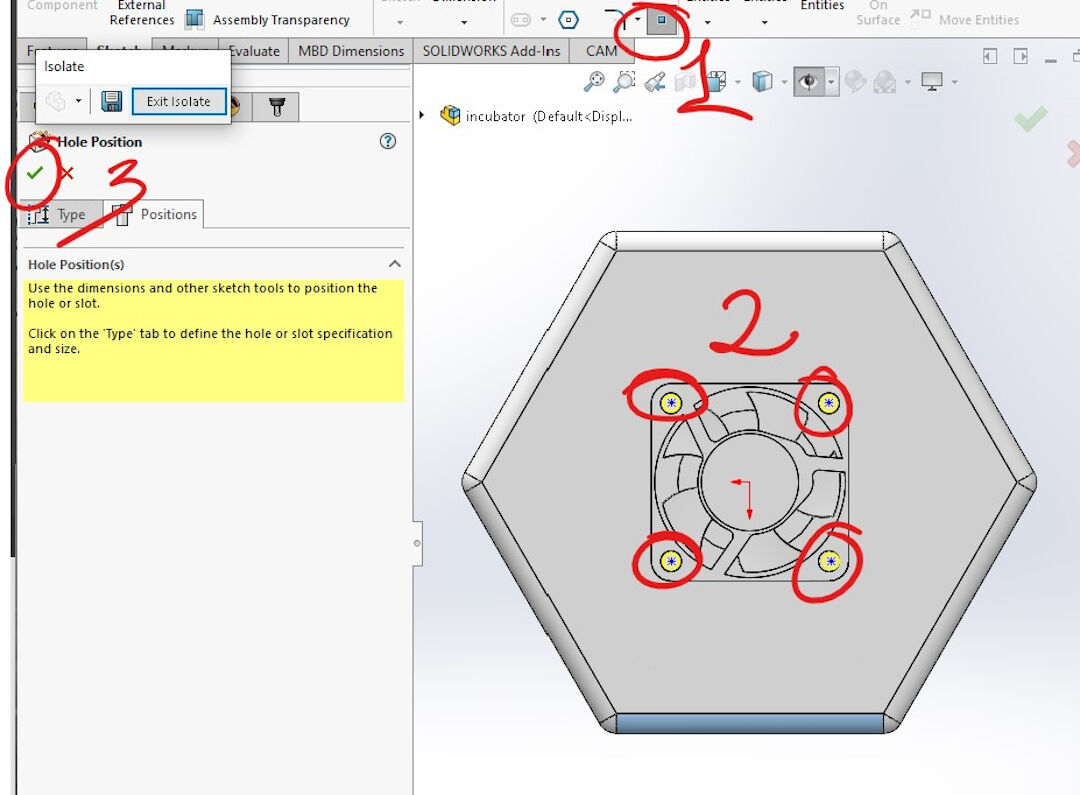 Component
External
References
Assembly Transparency
Entities
On
Surface
Move Entities
Sketch
Evaluate
MBD Dimensions
SOLIDWORKS Add-Ins
CAM
Isolate
Exit Isolate
1
incubator (Default<Displ...
Hole Position
3
Type
Positions
Hole Position(s)
Use the dimensions and other sketch tools to position the
hole or slot.
Click on the 'Type' tab to define the hole or slot specification
and size.
2